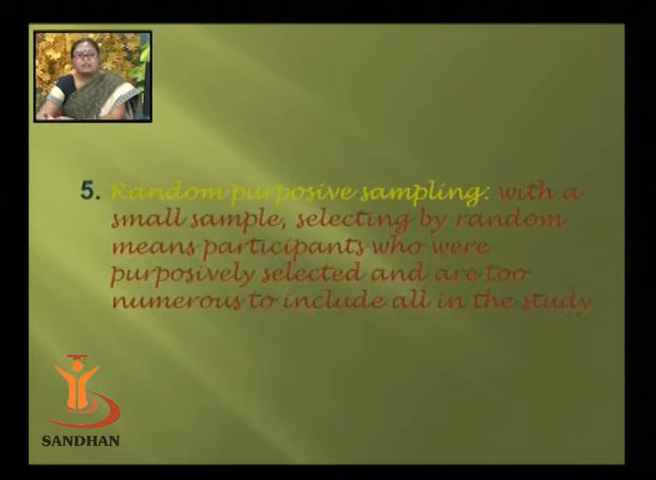 5. Random purposive sampling: with a
small sample, selecting by random
means participants who were
purposively selected and are too
numerous to include all in the study
SANDHAN